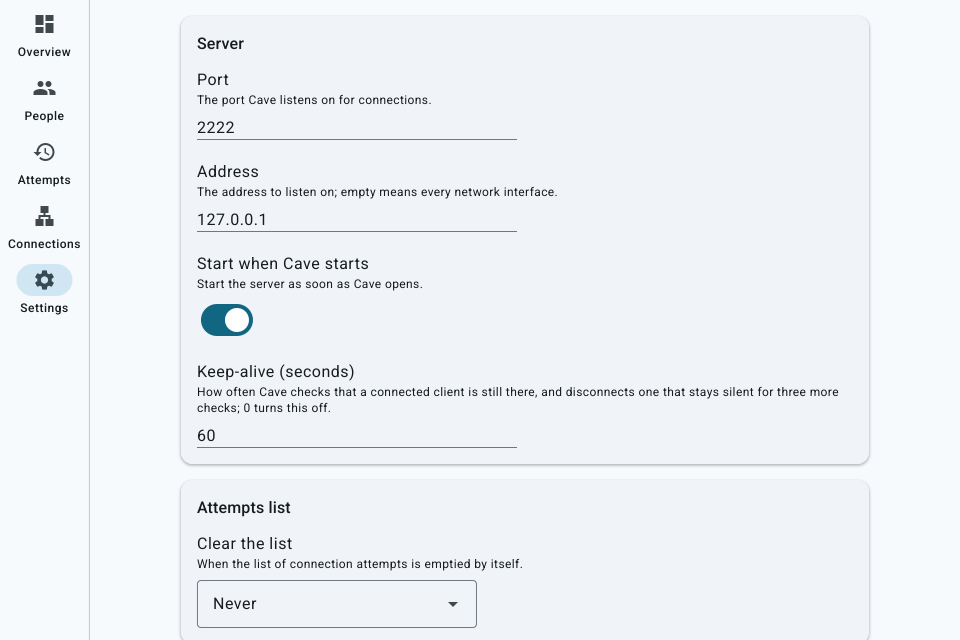 Overview
People
Attempts
Connections
Settings
Server
Port
The port Cave listens on for connections.
2222
Address
The address to listen on; empty means every network interface.
127.0.0.1
Start when Cave starts
Start the server as soon as Cave opens.
Keep-alive (seconds)
How often Cave checks that a connected client is still there, and disconnects one that stays silent for three more
checks; 0 turns this off.
60
Attempts list
Clear the list
When the list of connection attempts is emptied by itself.
Never